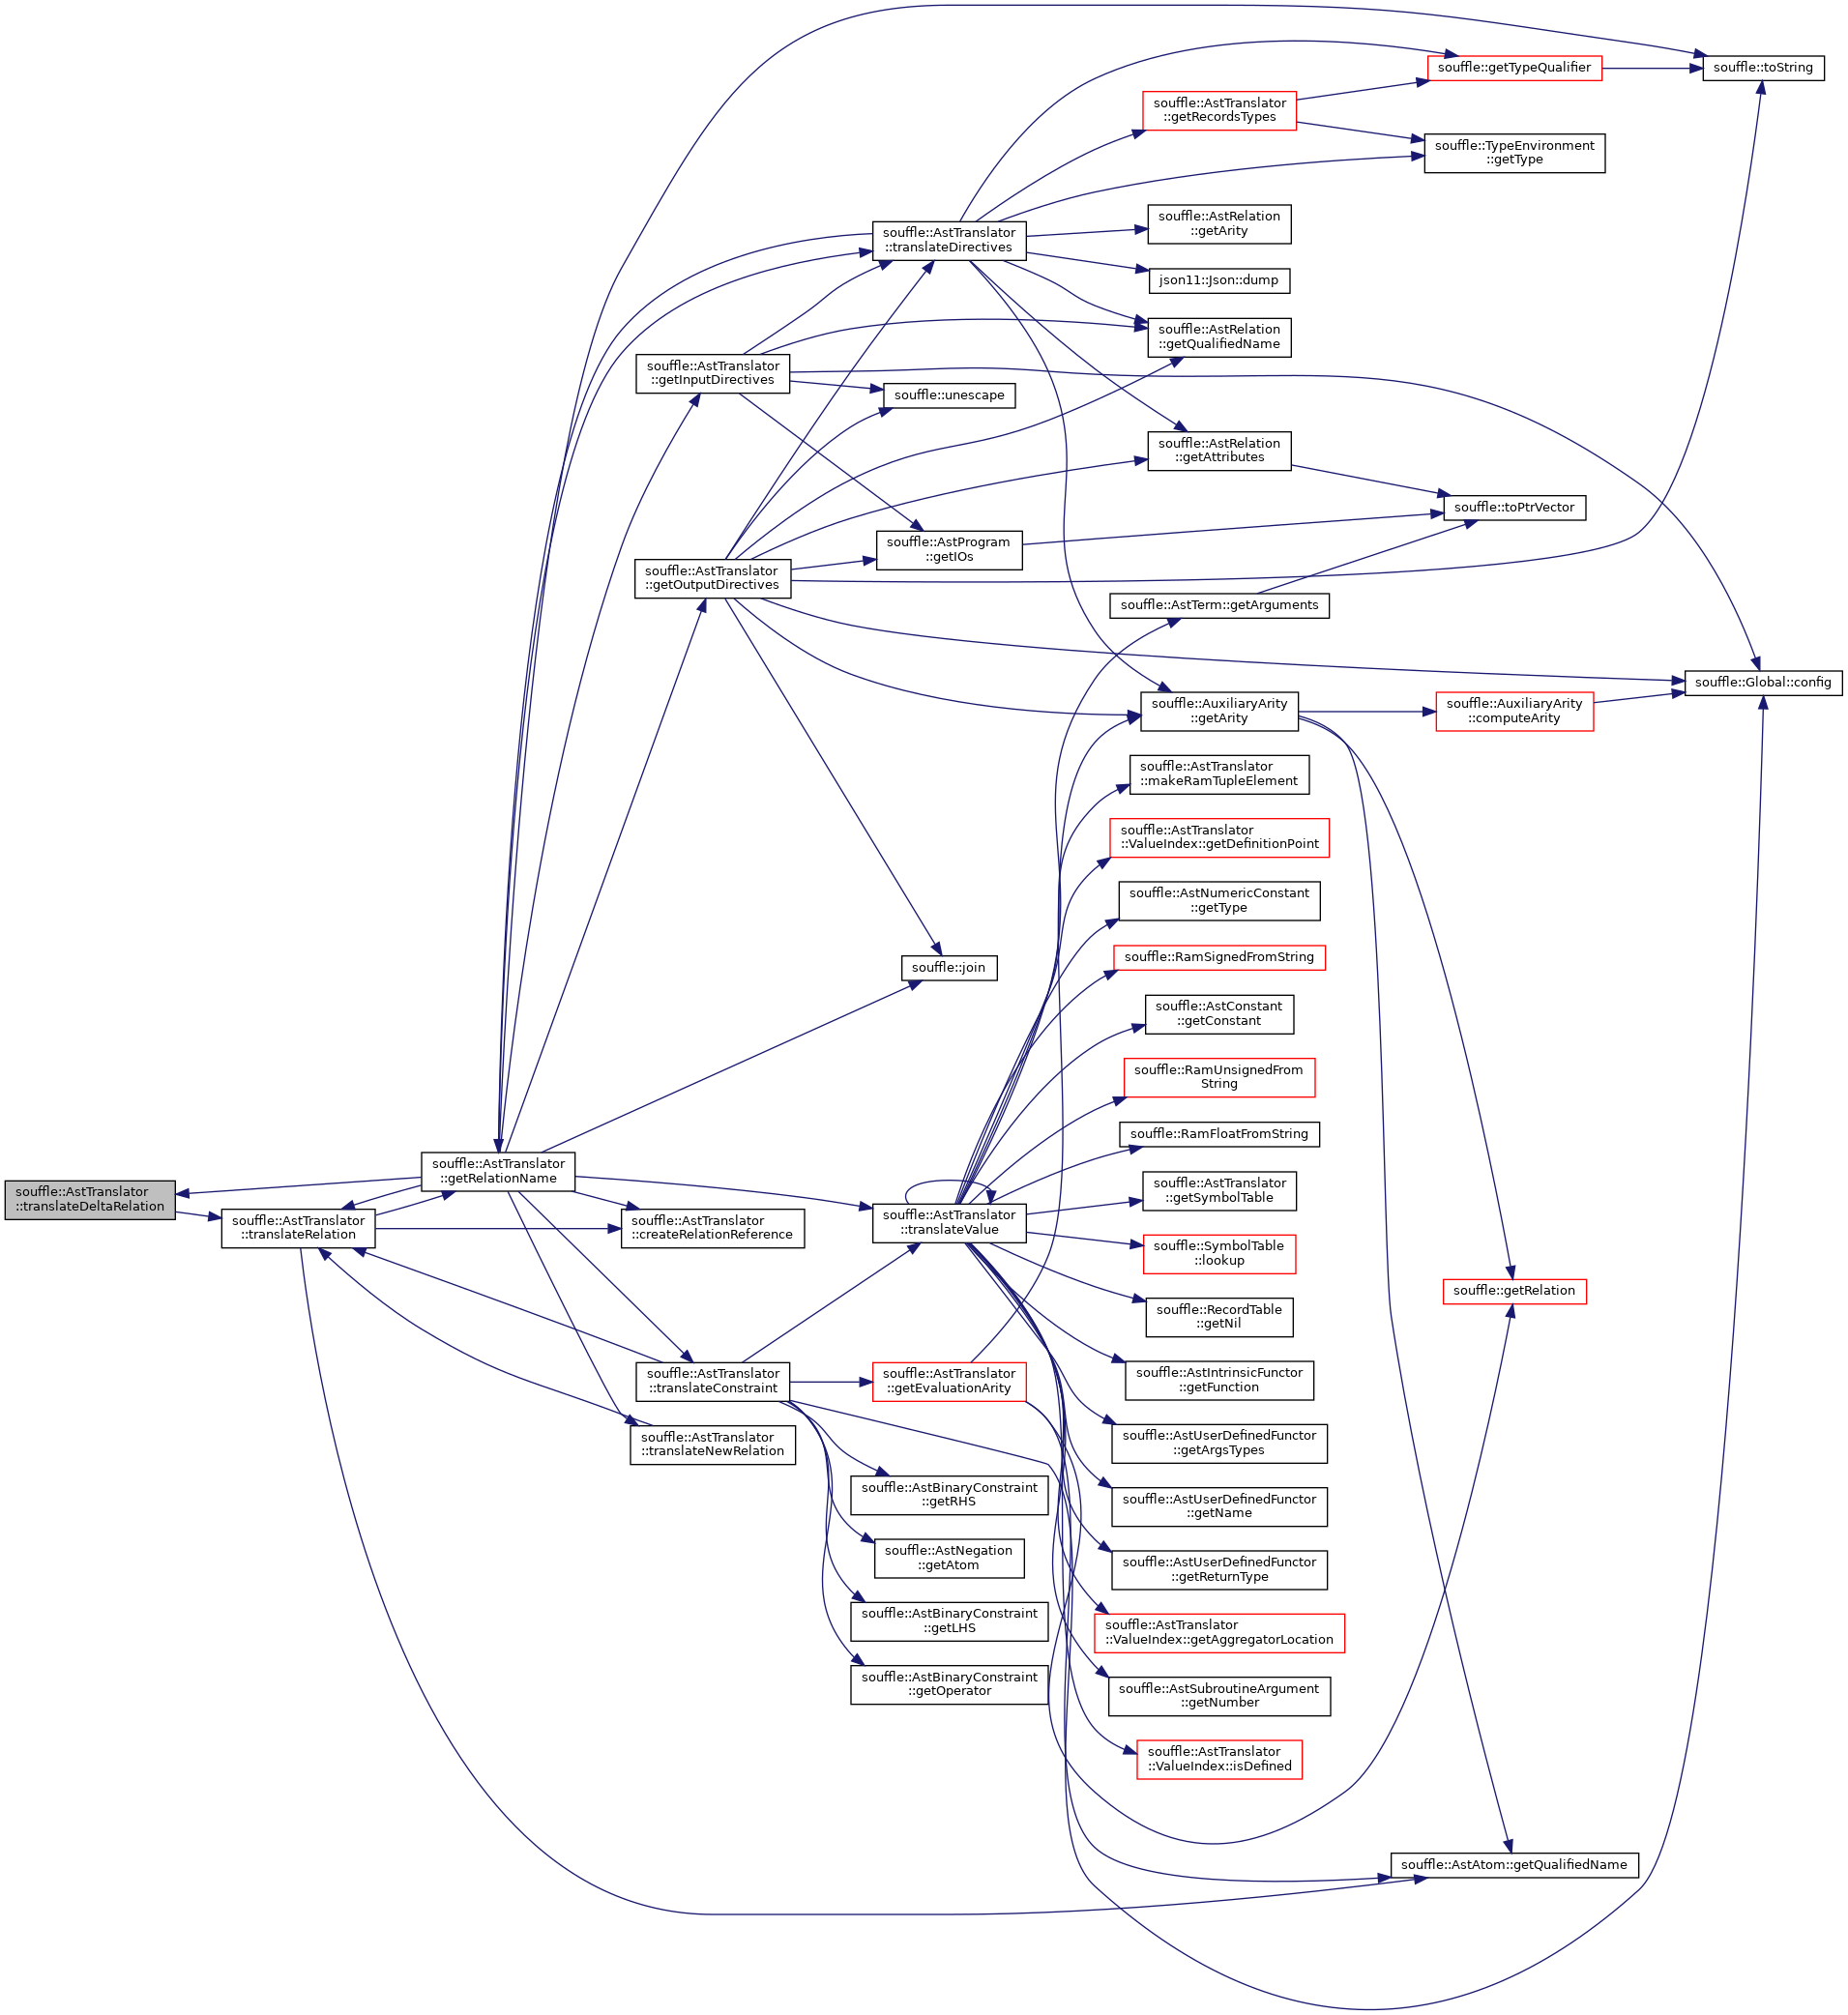 souffle::AstTranslator
::translateDeltaRelation
souffle::AstTranslator
::translateRelation
souffle::AstTranslator
::getRelationName
souffle::AstTranslator
::createRelationReference
souffle::AstTranslator
::getInputDirectives
souffle::AstTranslator
::getOutputDirectives
souffle::AstTranslator
::translateConstraint
souffle::AstTranslator
::translateNewRelation
souffle::AstTranslator
::translateDirectives
souffle::unescape
souffle::AstProgram
::getIOs
souffle::join
souffle::AstTranslator
::translateValue
souffle::AstTranslator
::getEvaluationArity
souffle::AstBinaryConstraint
::getRHS
souffle::AstNegation
::getAtom
souffle::AstBinaryConstraint
::getLHS
souffle::AstBinaryConstraint
::getOperator
souffle::AstTranslator
::getRecordsTypes
souffle::AstRelation
::getArity
json11::Json::dump
souffle::AstRelation
::getQualifiedName
souffle::AstRelation
::getAttributes
souffle::AstTerm::getArguments
souffle::AuxiliaryArity
::getArity
souffle::AstTranslator
::makeRamTupleElement
souffle::AstTranslator
::ValueIndex::getDefinitionPoint
souffle::AstNumericConstant
::getType
souffle::RamSignedFromString
souffle::AstConstant
::getConstant
souffle::RamUnsignedFrom
String
souffle::RamFloatFromString
souffle::AstTranslator
::getSymbolTable
souffle::SymbolTable
::lookup
souffle::RecordTable
::getNil
souffle::AstIntrinsicFunctor
::getFunction
souffle::AstUserDefinedFunctor
::getArgsTypes
souffle::AstUserDefinedFunctor
::getName
souffle::AstUserDefinedFunctor
::getReturnType
souffle::AstTranslator
::ValueIndex::getAggregatorLocation
souffle::AstSubroutineArgument
::getNumber
souffle::AstTranslator
::ValueIndex::isDefined
souffle::getTypeQualifier
souffle::TypeEnvironment
::getType
souffle::toPtrVector
souffle::AuxiliaryArity
::computeArity
souffle::getRelation
souffle::AstAtom::getQualifiedName
souffle::toString
souffle::Global::config